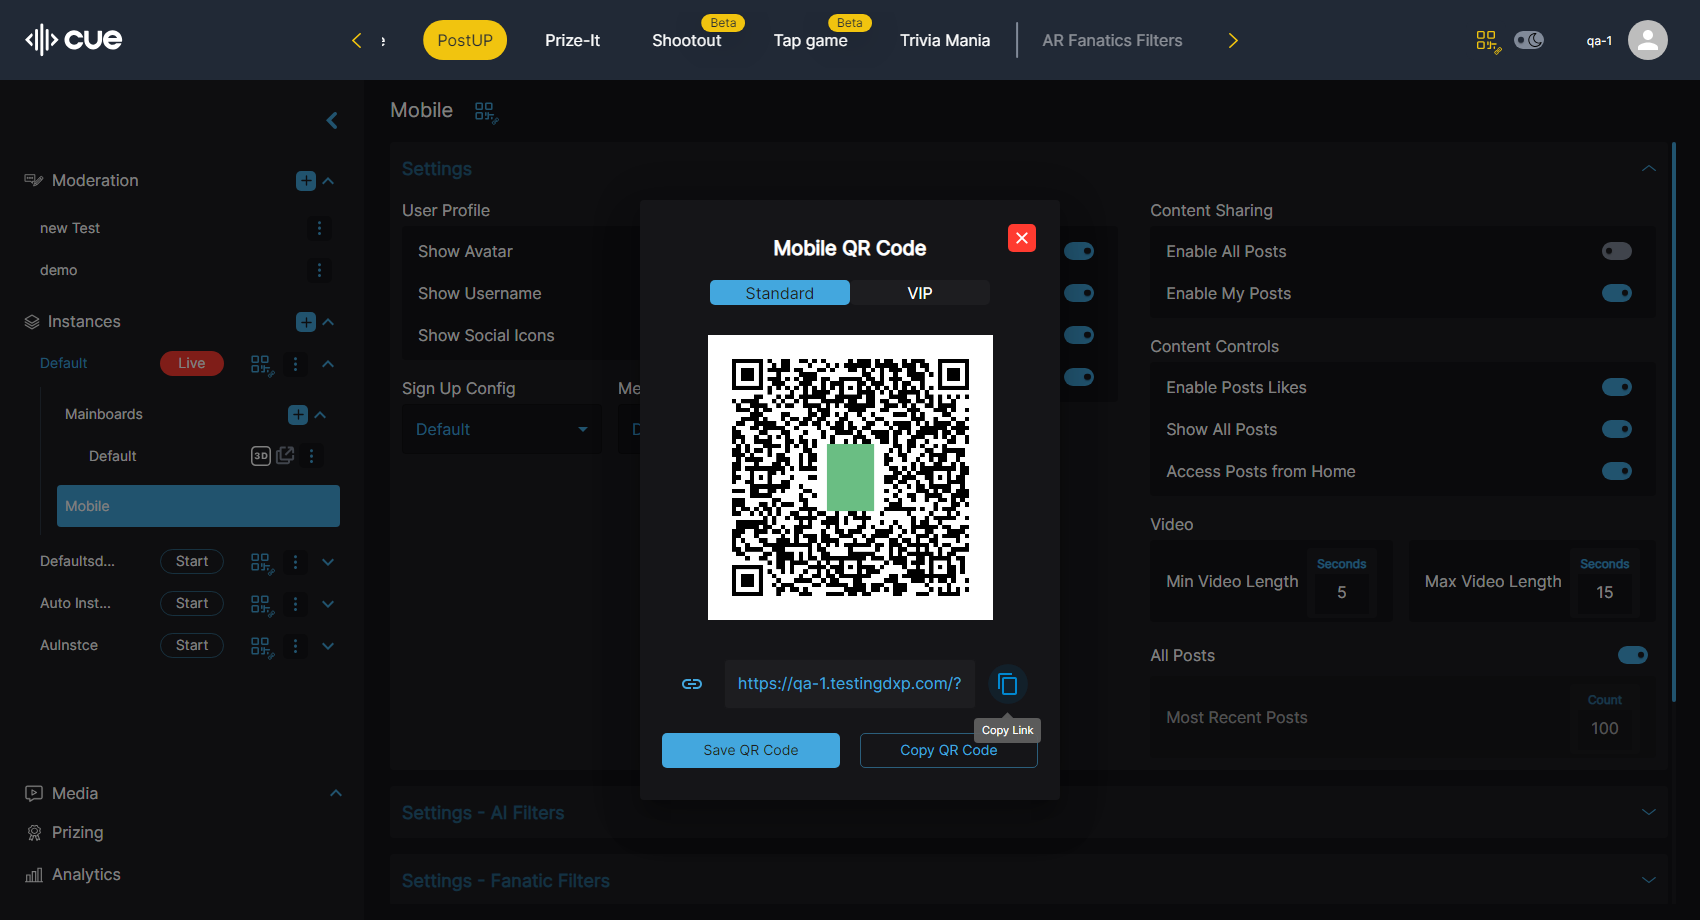 cue
PostUP
Prize-It
Shootout
Beta
Tap game
Beta
Trivia Mania
AR Fanatics Filters
qa-1
Moderation
new Test
demo
Instances
Default
Live
Mainboards
Default
3D
Mobile
Defaultsd...
Start
Auto Inst...
Start
AuInstce
Start
Media
Prizing
Analytics
Mobile
Settings
User Profile
Show Avatar
Show Username
Show Social Icons
Sign Up Config
Default
Me
Content Sharing
Enable All Posts
Enable My Posts
Content Controls
Enable Posts Likes
Show All Posts
Access Posts from Home
Video
Min Video Length
Seconds
5
Max Video Length
Seconds
15
All Posts
Most Recent Posts
Count
100
Settings - AI Filters
Settings - Fanatic Filters
Mobile QR Code
Standard
VIP
https://qa-1.testingdxp.com/?
Copy Link
Save QR Code
Copy QR Code